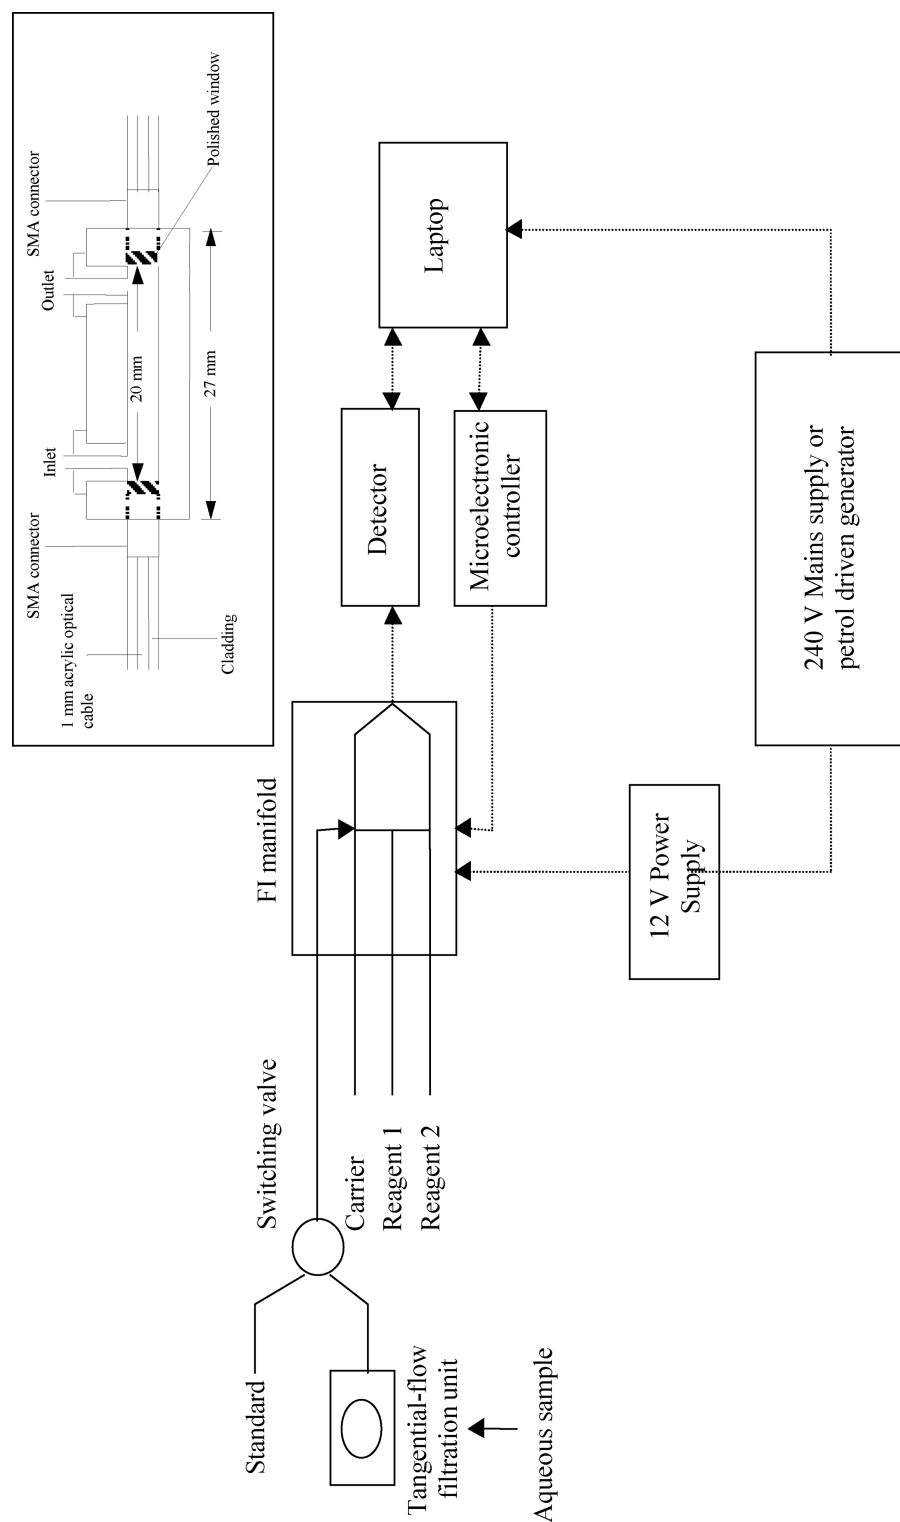 SMA connector
Inlet
Outlet
SMA connector
1 mm acrylic optical
cable
Cladding
20 mm
27 mm
Polished window
Standard
Switching valve
FI manifold
Tangential-flow
filtration unit
Aqueous sample
Carrier
Reagent 1
Reagent 2
Detector
Microelectronic
controller
Laptop
12 V Power
Supply
240 V Mains supply or
petrol driven generator